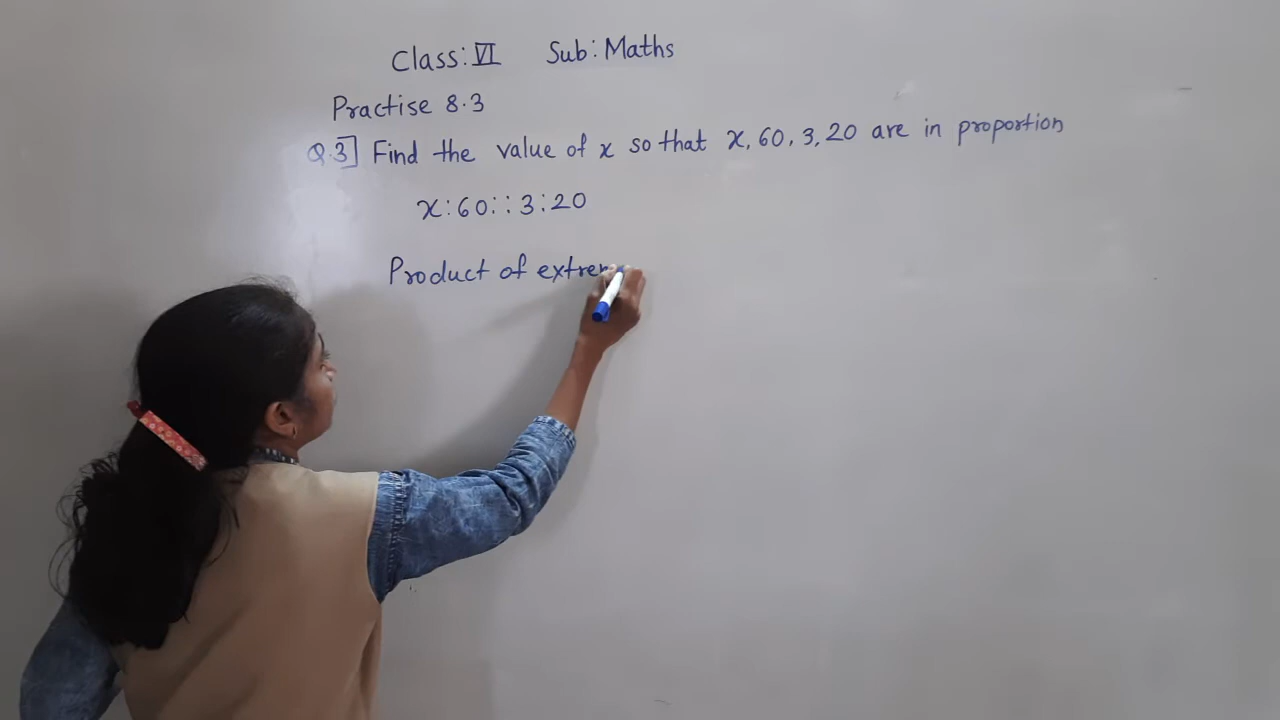 Class: VI Sub: Maths
Practise 8.3
Q.3] Find the value of x so that x, 60, 3, 20 are in proportion
x:60::3:20
Product of extrem